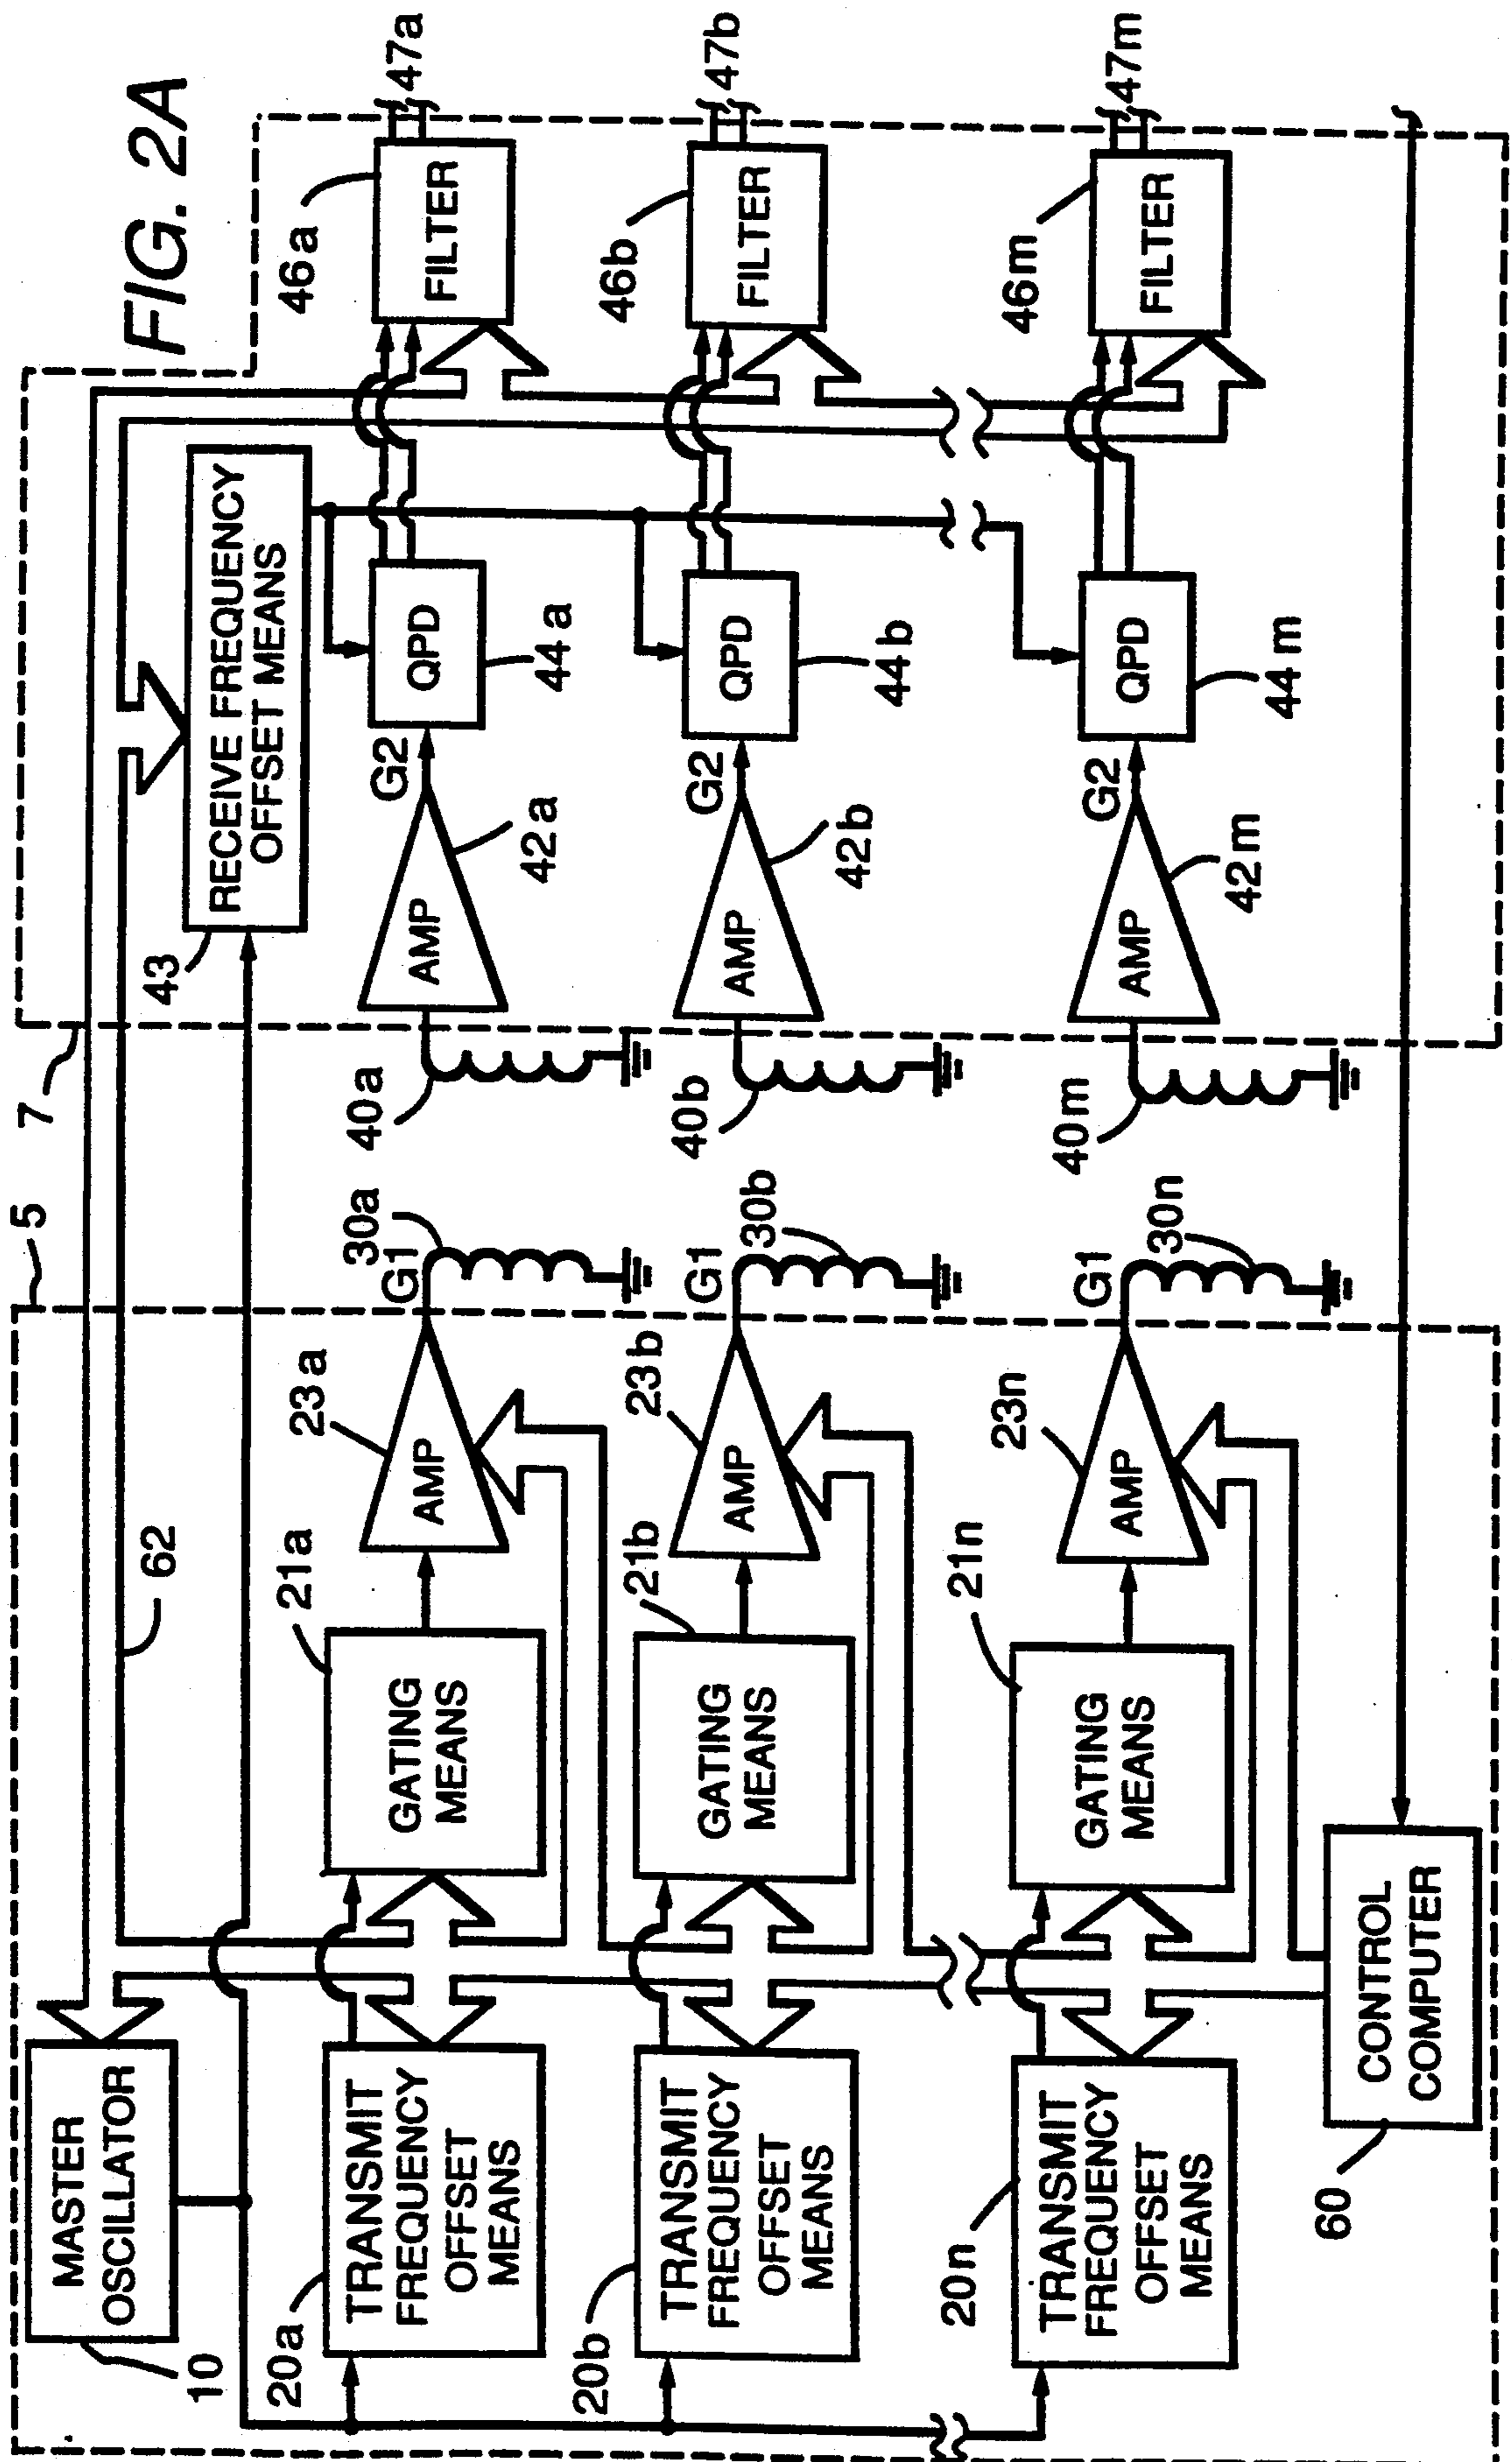 FIG. 2A
5
7
MASTER
OSCILLATOR
10
62
43
RECEIVE FREQUENCY
OFFSET MEANS
20a
TRANSMIT
FREQUENCY
OFFSET
MEANS
21a
GATING
MEANS
23a
AMP
G1
30a
40a
AMP
42a
G2
QPD
44a
46a
FILTER
47a
20b
TRANSMIT
FREQUENCY
OFFSET
MEANS
21b
GATING
MEANS
23b
AMP
G1
30b
40b
AMP
42b
G2
QPD
44b
46b
FILTER
47b
20n
TRANSMIT
FREQUENCY
OFFSET
MEANS
21n
GATING
MEANS
23n
AMP
G1
30n
40m
AMP
42m
G2
QPD
44m
46m
FILTER
47m
60
CONTROL
COMPUTER